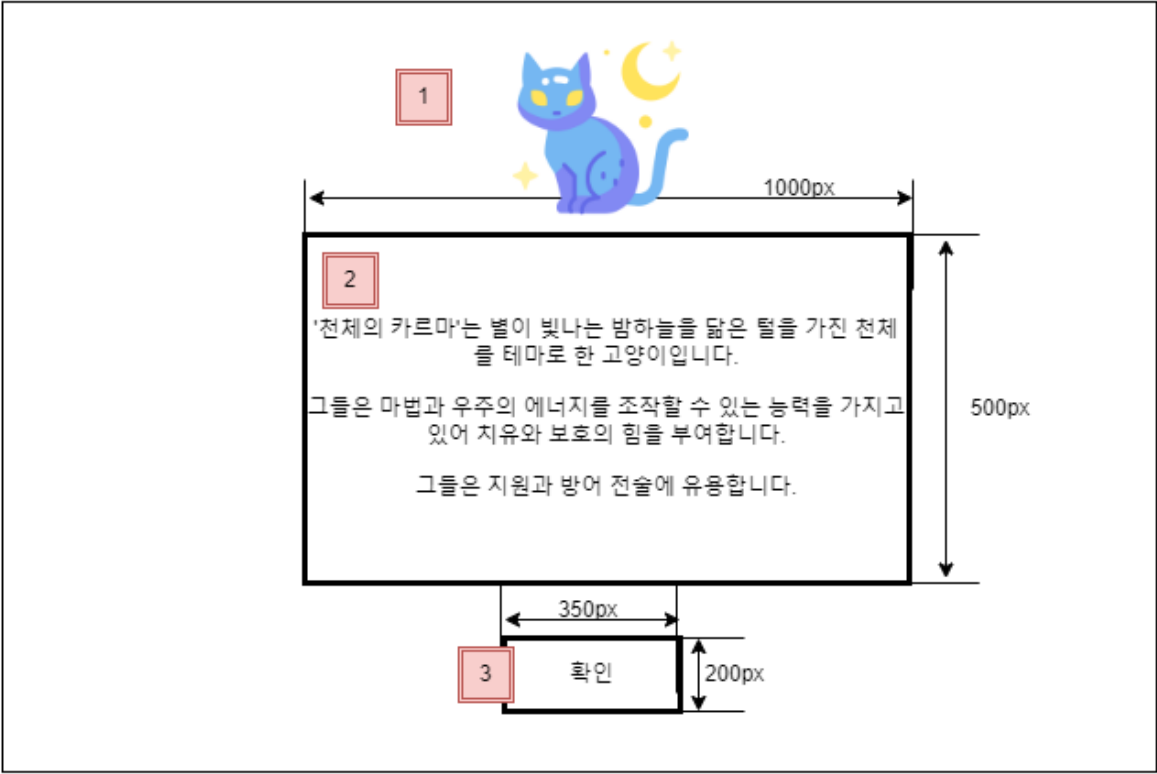 1
1000px
2
'천체의 카르마'는 별이 빛나는 밤하늘을 닮은 털을 가진 천체
를 테마로 한 고양이입니다.
그들은 마법과 우주의 에너지를 조작할 수 있는 능력을 가지고
있어 치유와 보호의 힘을 부여합니다.
그들은 지원과 방어 전술에 유용합니다.
500px
350px
3
확인
200px